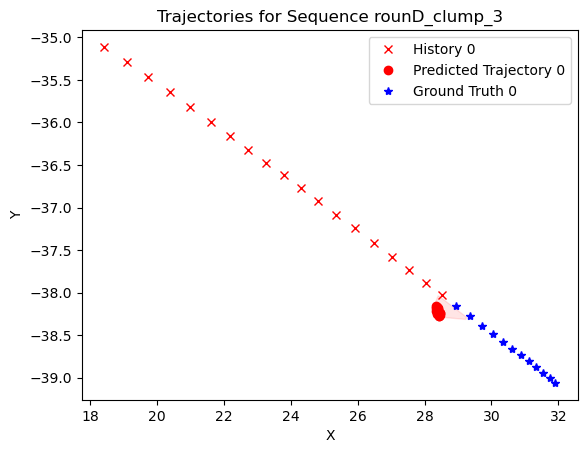 Trajectories for Sequence rounD_clump_3
History 0
Predicted Trajectory 0
Ground Truth 0
Y
−35.0
−35.5
−36.0
−36.5
−37.0
−37.5
−38.0
−38.5
−39.0
18 20 22 24 26 28 30 32
X